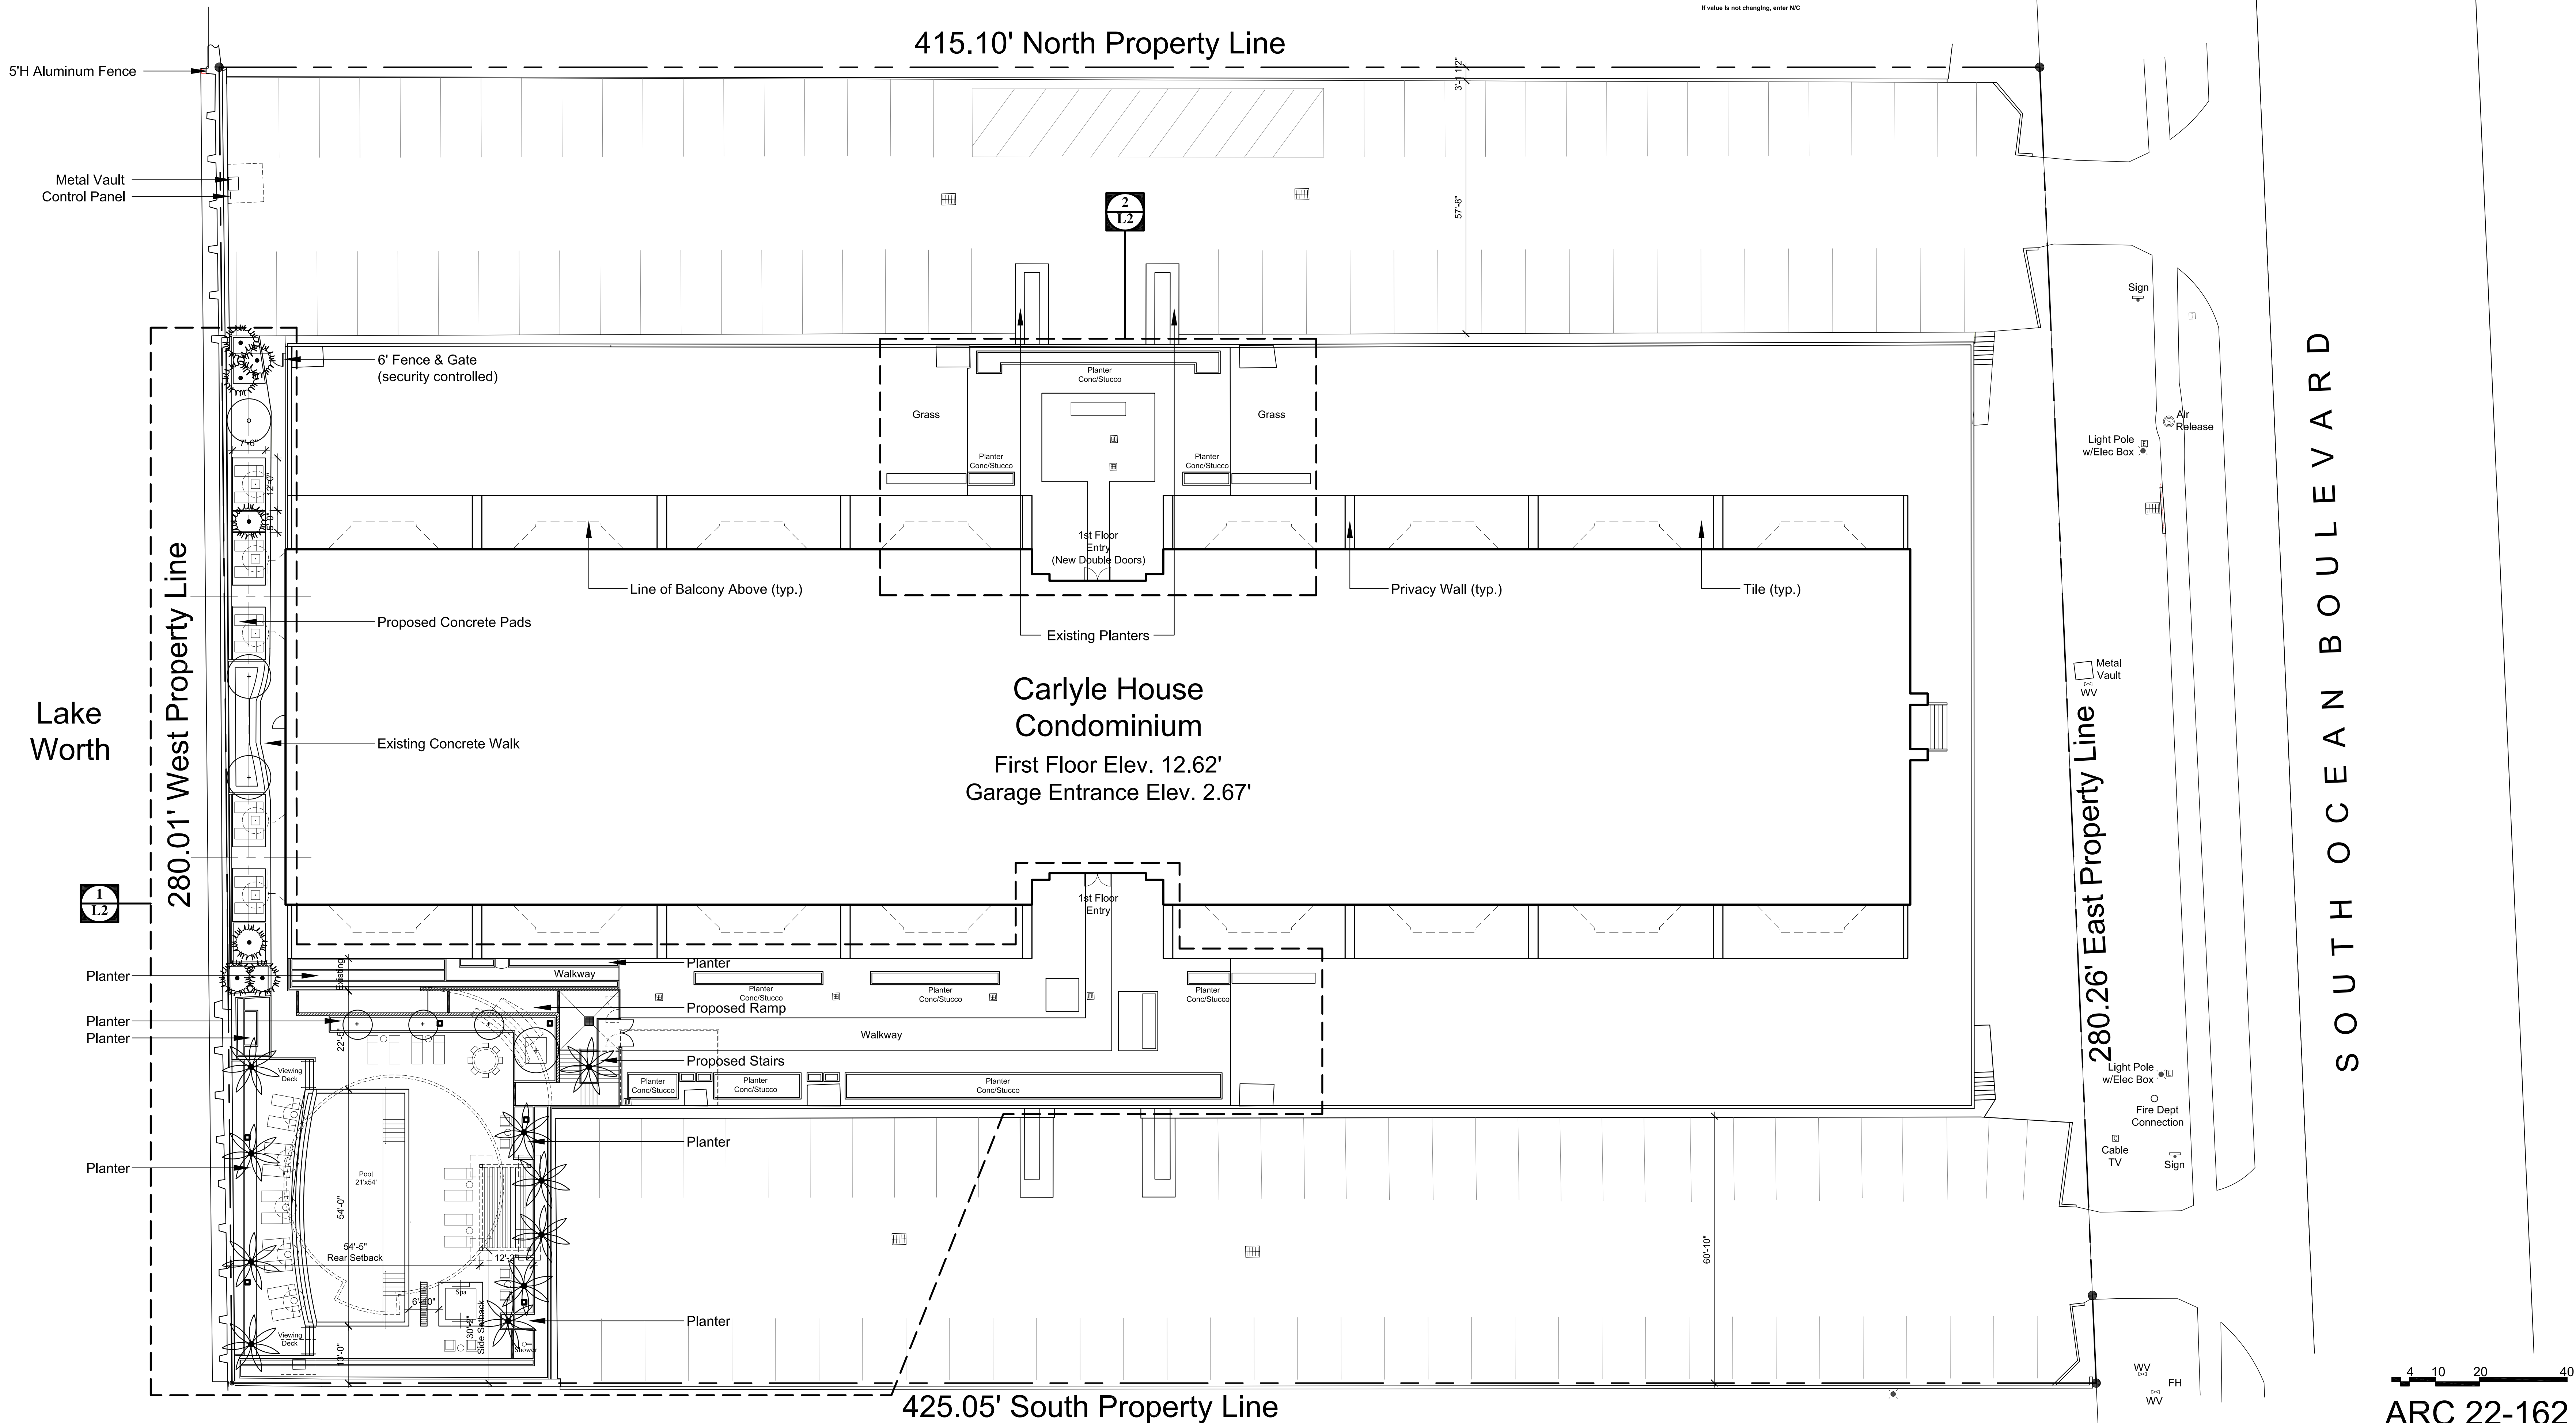 If value is not changing, enter N/C
415.10' North Property Line
5'H Aluminum Fence
3'-1 1/2"
Metal Vault
Control Panel
2
L2
57'-8"
Sign
6' Fence & Gate
(security controlled)
Planter
Conc/Stucco
Grass
Grass
Air
Release
Light Pole
w/Elec Box
7'-6"
Planter
Conc/Stucco
Planter
Conc/Stucco
12'-0"
1st Floor
Entry
(New Double Doors)
Line of Balcony Above (typ.)
Privacy Wall (typ.)
Tile (typ.)
Proposed Concrete Pads
Existing Planters
280.01' West Property Line
Lake
Worth
Carlyle House
Condominium
First Floor Elev. 12.62'
Garage Entrance Elev. 2.67'
Existing Concrete Walk
Metal
Vault
WV
280.26' East Property Line
SOUTH OCEAN BOULEVARD
1
L2
1st Floor
Entry
Planter
Existing
Planter
Walkway
Planter
Conc/Stucco
Planter
Conc/Stucco
Planter
Conc/Stucco
Proposed Ramp
Planter
Planter
22'-5"
Walkway
Proposed Stairs
Viewing
Deck
Planter
Conc/Stucco
Planter
Conc/Stucco
Planter
Conc/Stucco
Light Pole
w/Elec Box
Fire Dept
Connection
Planter
Planter
Cable
TV
Sign
Pool
21'x54'
54'-0"
54'-5"
Rear Setback
12'-2"
60'-10"
Spa
6'-10"
30'-2"
Side Setback
Planter
Viewing
Deck
Shower
13'-0"
WV
FH
WV
4 10 20 40
425.05' South Property Line
ARC 22-162